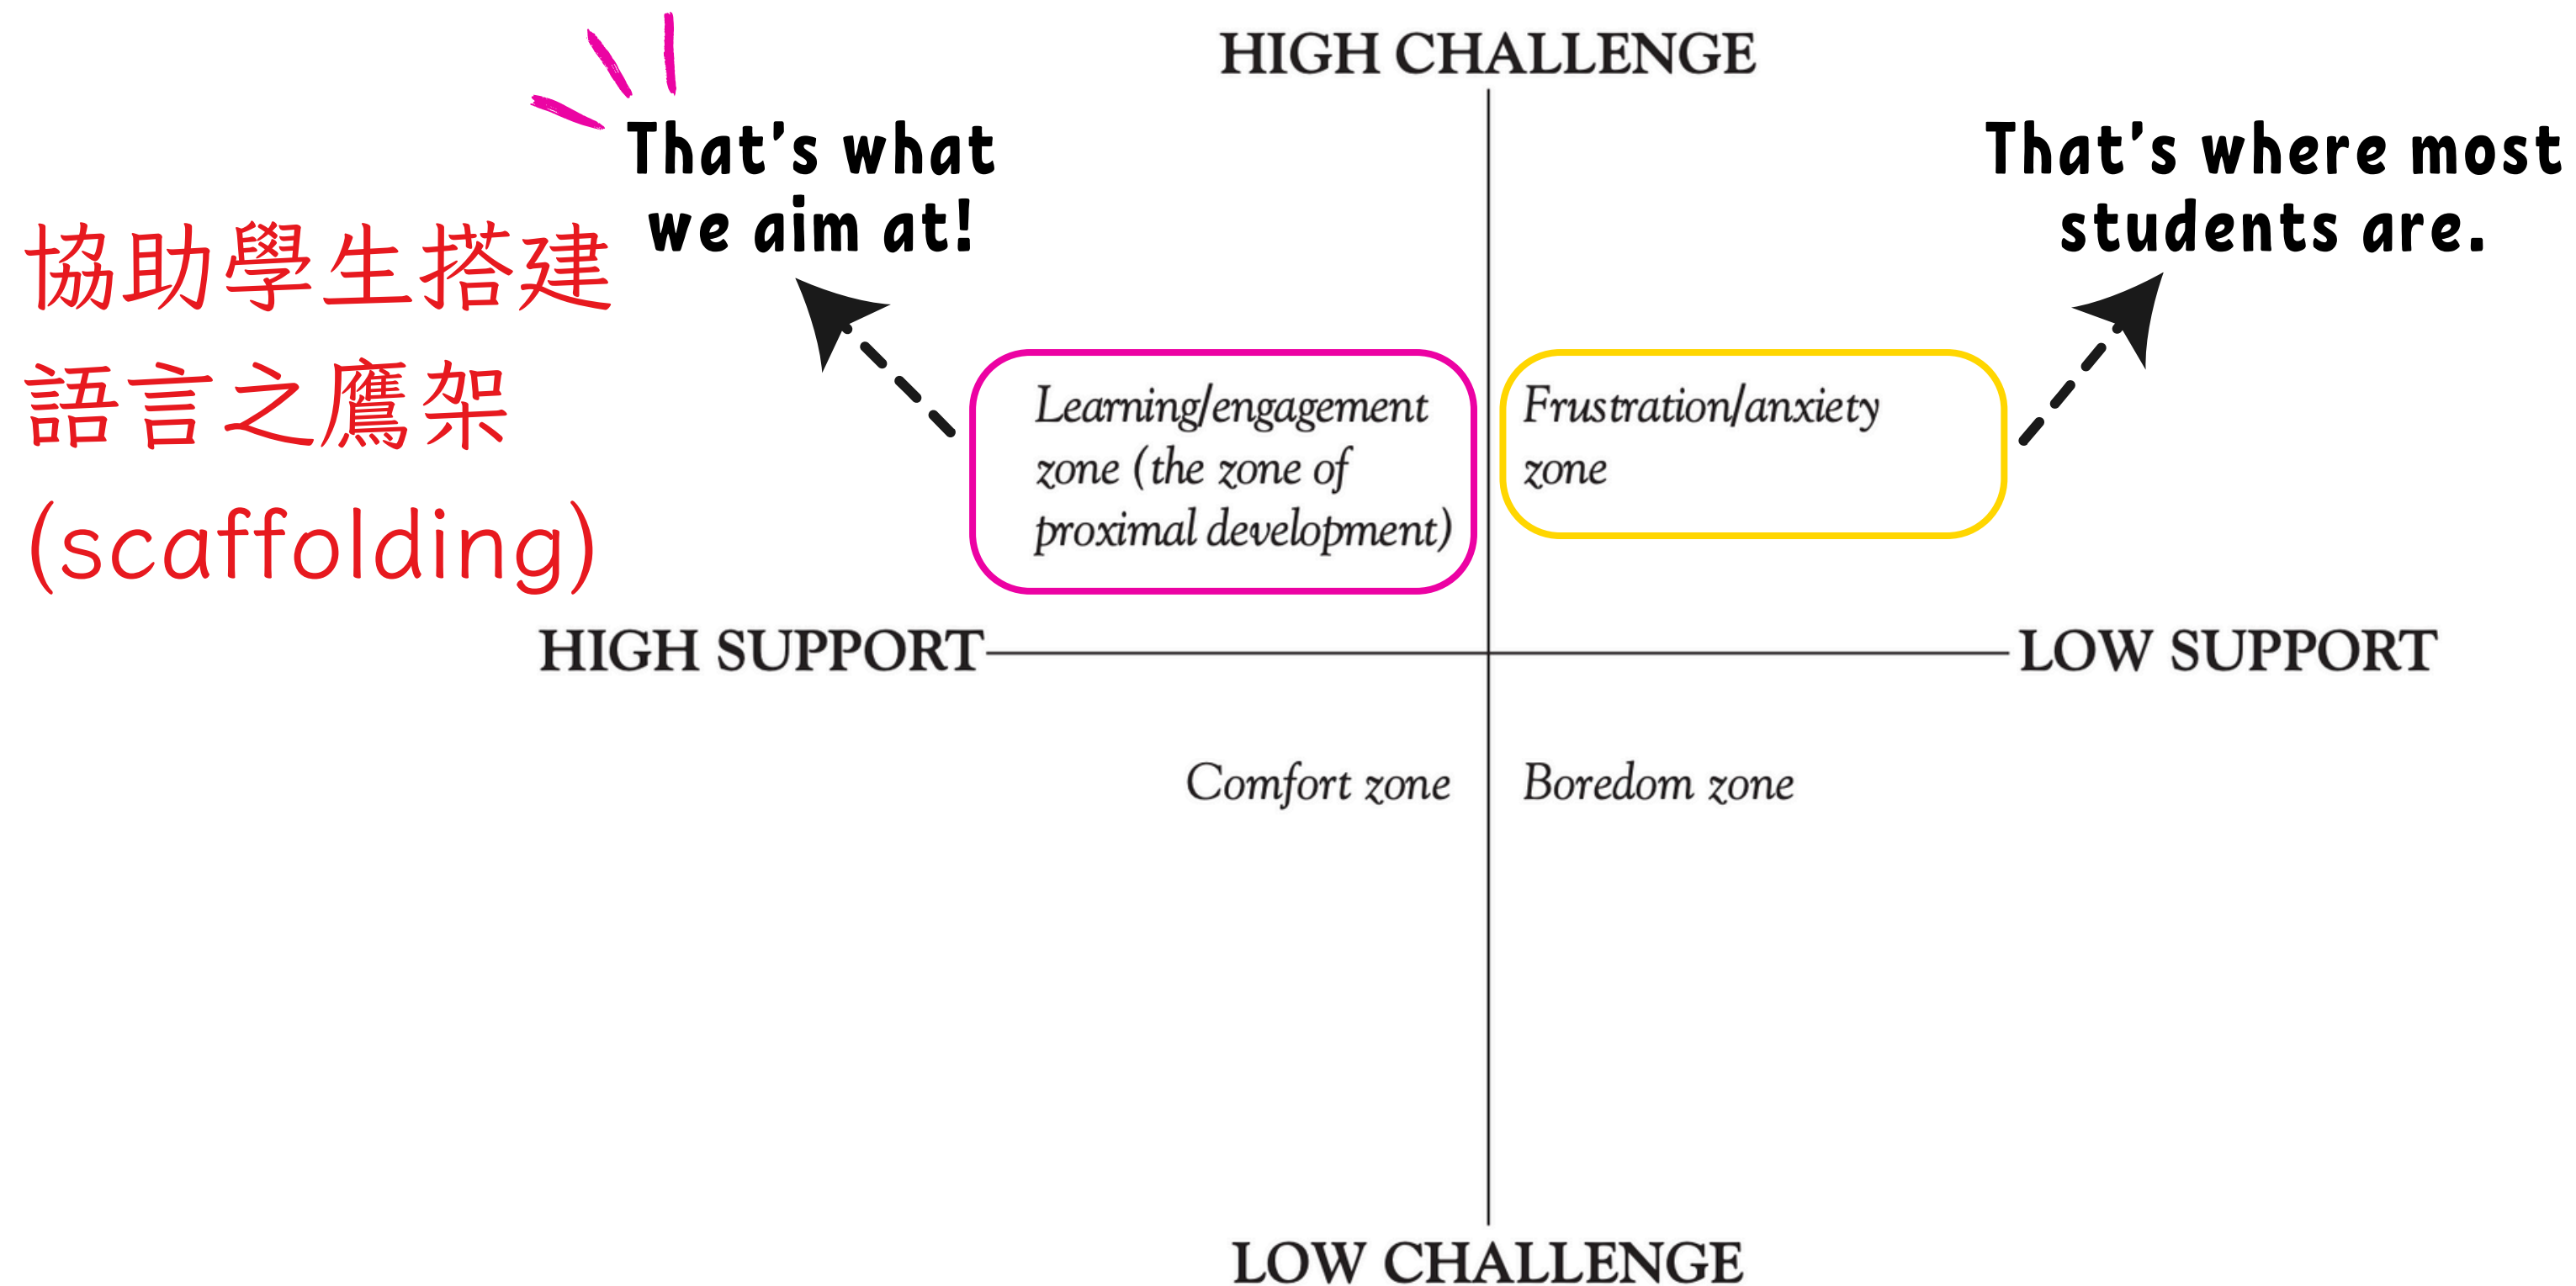 HIGH CHALLENGE
That's what
we aim at!
That's where most
students are.
協助學生搭建
語言之鷹架
(scaffolding)
Learning/engagement
zone (the zone of
proximal development)
Frustration/anxiety
zone
HIGH SUPPORT
LOW SUPPORT
Comfort zone
Boredom zone
LOW CHALLENGE